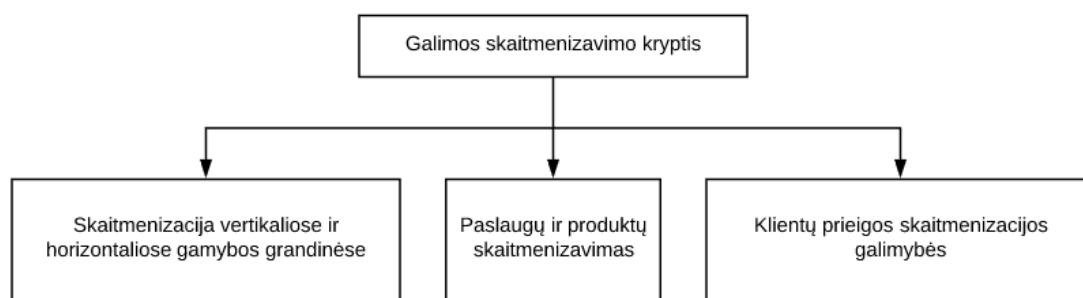 Galimos skaitmenizavimo kryptis
Skaitmenizacija vertikaliose ir
horizontaliose gamybos grandinėse
Paslaugų ir produktų
skaitmenizavimas
Klientų prieigos skaitmenizacijos
galimybės